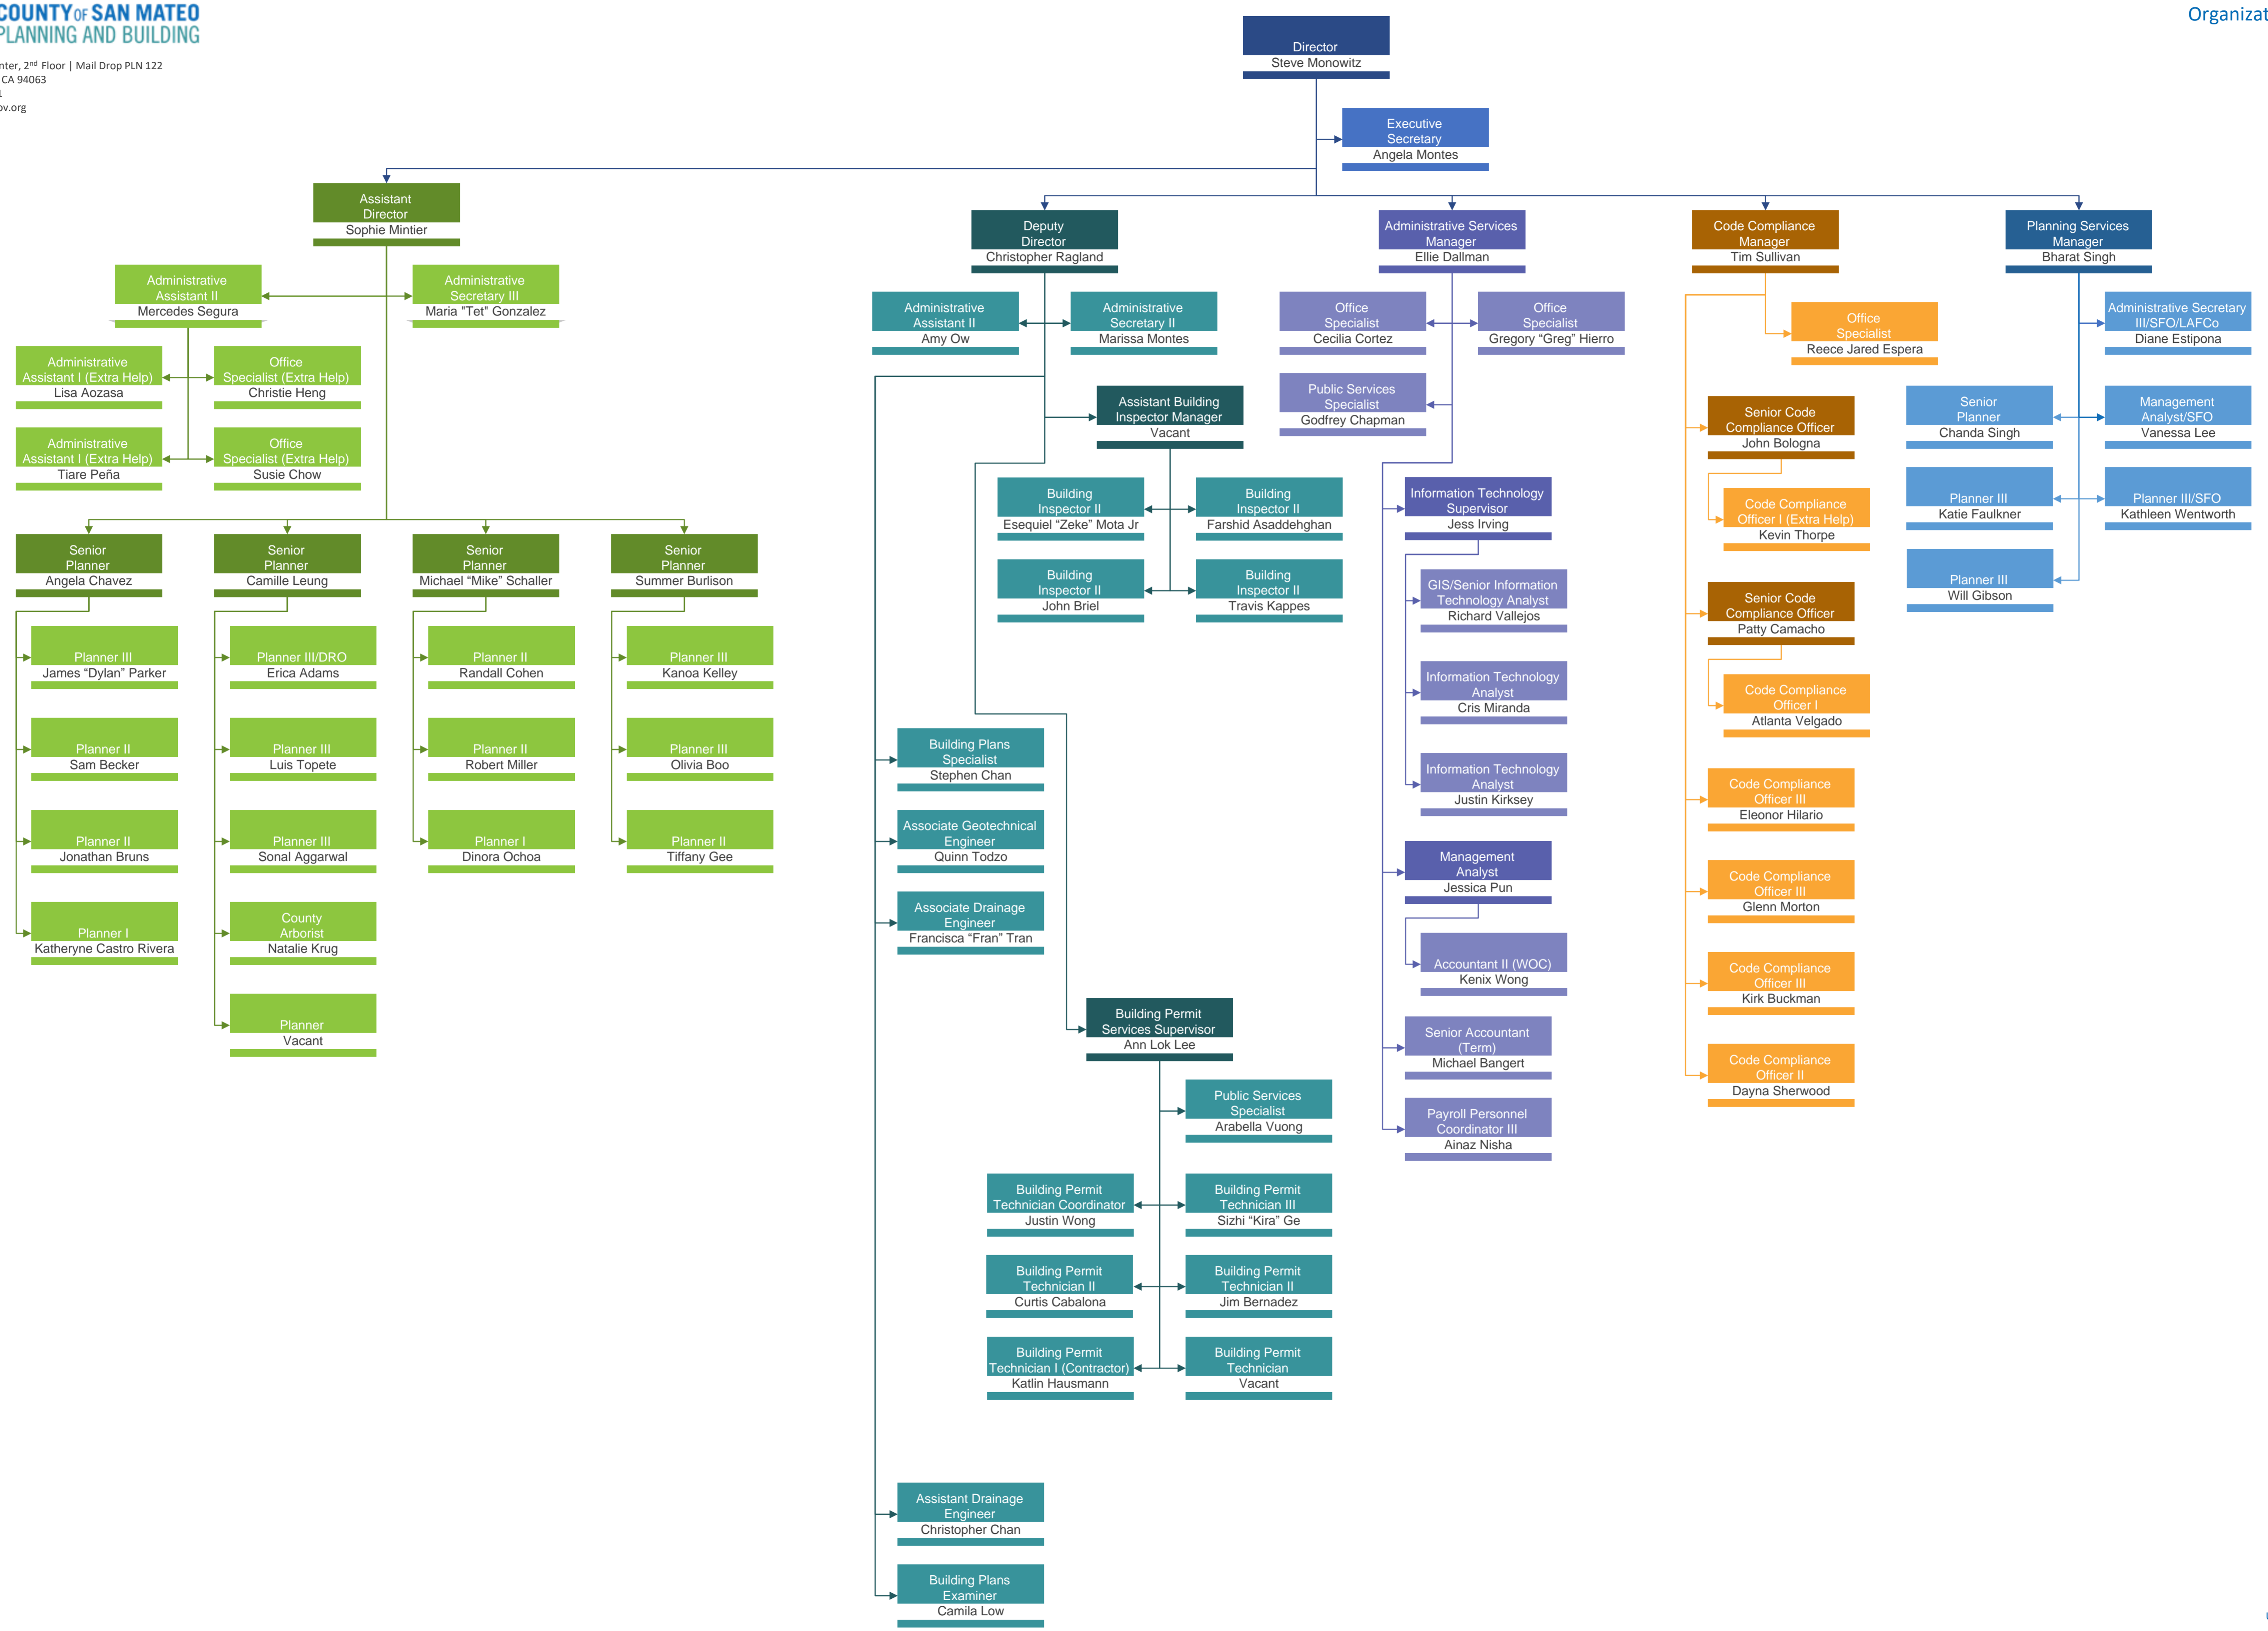 COUNTY OF SAN MATEO
PLANNING AND BUILDING
Organizat
nter, 2nd Floor | Mail Drop PLN 122
CA 94063
1
ov.org
Director
Steve Monowitz
Executive
Secretary
Angela Montes
Assistant
Director
Sophie Mintier
Administrative
Assistant II
Mercedes Segura
Administrative
Secretary III
Maria "Tet" Gonzalez
Administrative
Assistant I (Extra Help)
Lisa Aozasa
Office
Specialist (Extra Help)
Christie Heng
Administrative
Assistant I (Extra Help)
Tiare Peña
Office
Specialist (Extra Help)
Susie Chow
Senior
Planner
Angela Chavez
Planner III
James “Dylan” Parker
Planner II
Sam Becker
Planner II
Jonathan Bruns
Planner I
Katheryne Castro Rivera
Senior
Planner
Camille Leung
Planner III/DRO
Erica Adams
Planner III
Luis Topete
Planner III
Sonal Aggarwal
County
Arborist
Natalie Krug
Planner
Vacant
Senior
Planner
Michael “Mike” Schaller
Planner II
Randall Cohen
Planner II
Robert Miller
Planner I
Dinora Ochoa
Senior
Planner
Summer Burlison
Planner III
Kanoa Kelley
Planner III
Olivia Boo
Planner II
Tiffany Gee
Deputy
Director
Christopher Ragland
Administrative
Assistant II
Amy Ow
Administrative
Secretary II
Marissa Montes
Assistant Building
Inspector Manager
Vacant
Building
Inspector II
Esequiel “Zeke” Mota Jr
Building
Inspector II
Farshid Asaddehghan
Building
Inspector II
John Briel
Building
Inspector II
Travis Kappes
Building Plans
Specialist
Stephen Chan
Associate Geotechnical
Engineer
Quinn Todzo
Associate Drainage
Engineer
Francisca “Fran” Tran
Building Permit
Services Supervisor
Ann Lok Lee
Public Services
Specialist
Arabella Vuong
Building Permit
Technician Coordinator
Justin Wong
Building Permit
Technician III
Sizhi “Kira” Ge
Building Permit
Technician II
Curtis Cabalona
Building Permit
Technician II
Jim Bernadez
Building Permit
Technician I (Contractor)
Katlin Hausmann
Building Permit
Technician
Vacant
Assistant Drainage
Engineer
Christopher Chan
Building Plans
Examiner
Camila Low
Administrative Services
Manager
Ellie Dallman
Office
Specialist
Cecilia Cortez
Office
Specialist
Gregory “Greg” Hierro
Public Services
Specialist
Godfrey Chapman
Information Technology
Supervisor
Jess Irving
GIS/Senior Information
Technology Analyst
Richard Vallejos
Information Technology
Analyst
Cris Miranda
Information Technology
Analyst
Justin Kirksey
Management
Analyst
Jessica Pun
Accountant II (WOC)
Kenix Wong
Senior Accountant
(Term)
Michael Bangert
Payroll Personnel
Coordinator III
Ainaz Nisha
Code Compliance
Manager
Tim Sullivan
Office
Specialist
Reece Jared Espera
Senior Code
Compliance Officer
John Bologna
Code Compliance
Officer I (Extra Help)
Kevin Thorpe
Senior Code
Compliance Officer
Patty Camacho
Code Compliance
Officer I
Atlanta Velgado
Code Compliance
Officer III
Eleonor Hilario
Code Compliance
Officer III
Glenn Morton
Code Compliance
Officer III
Kirk Buckman
Code Compliance
Officer II
Dayna Sherwood
Planning Services
Manager
Bharat Singh
Administrative Secretary
III/SFO/LAFCo
Diane Estipona
Senior
Planner
Chanda Singh
Management
Analyst/SFO
Vanessa Lee
Planner III
Katie Faulkner
Planner III/SFO
Kathleen Wentworth
Planner III
Will Gibson